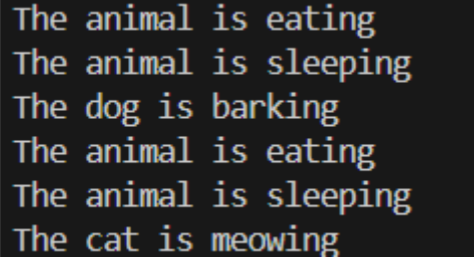 The animal is eating
The animal is sleeping
The dog is barking
The animal is eating
The animal is sleeping
The cat is meowing